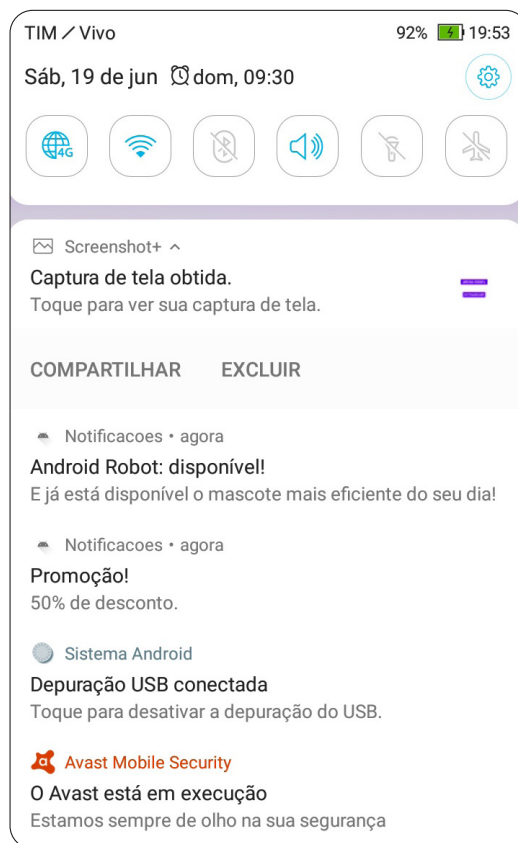 TIM / Vivo 92% 19:53
Sáb, 19 de jun dom, 09:30
4G
Screenshot+
Captura de tela obtida.
Toque para ver sua captura de tela.
COMPARTILHAR EXCLUIR
Notificacoes • agora
Android Robot: disponível!
E já está disponível o mascote mais eficiente do seu dia!
Notificacoes • agora
Promoção!
50% de desconto.
Sistema Android
Depuração USB conectada
Toque para desativar a depuração do USB.
Avast Mobile Security
O Avast está em execução
Estamos sempre de olho na sua segurança